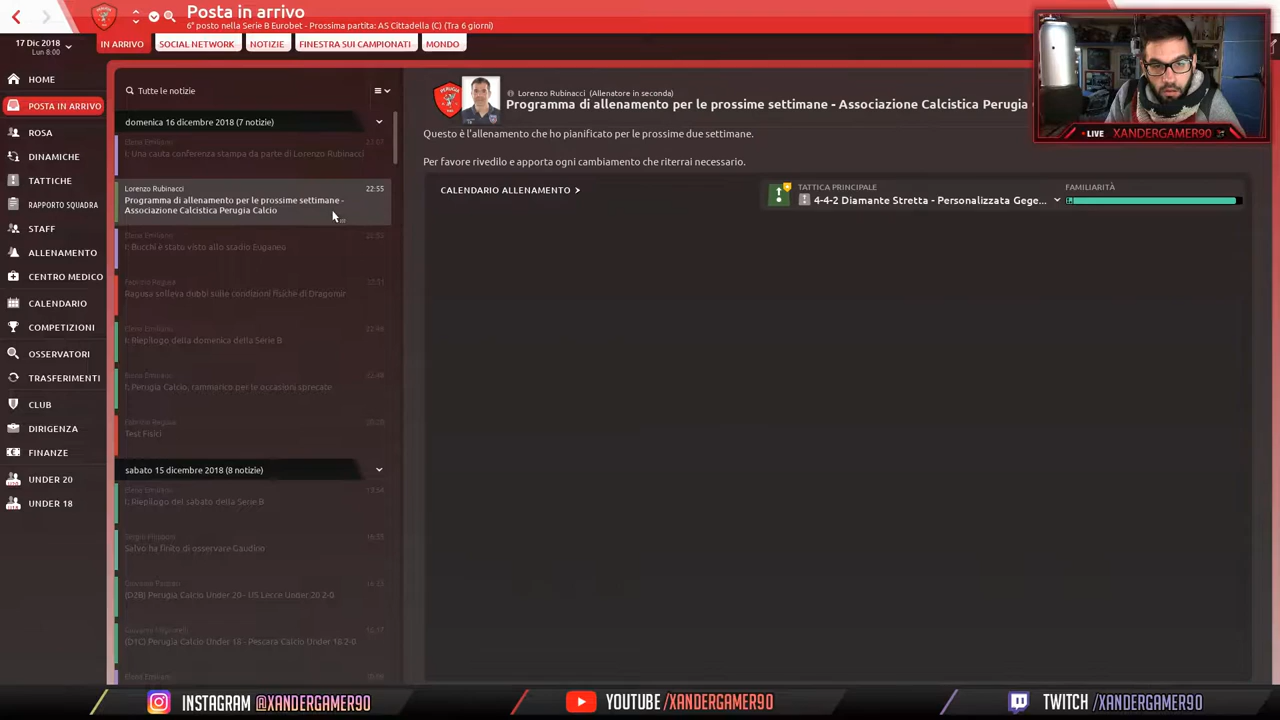 Posta in arrivo
6° posto nella Serie B Eurobet - Prossima partita: AS Cittadella (C) (Tra 6 giorni)
17 Dic 2018
Lun 8:00
IN ARRIVO
SOCIAL NETWORK
NOTIZIE
FINESTRA SUI CAMPIONATI
MONDO
HOME
POSTA IN ARRIVO
ROSA
DINAMICHE
TATTICHE
RAPPORTO SQUADRA
STAFF
ALLENAMENTO
CENTRO MEDICO
CALENDARIO
COMPETIZIONI
OSSERVATORI
TRASFERIMENTI
CLUB
DIRIGENZA
FINANZE
UNDER 20
UNDER 18
Tutte le notizie
domenica 16 dicembre 2018 (7 notizie)
I: Una cauta conferenza stampa da parte di Lorenzo Rubinacci
Lorenzo Rubinacci 22:55
Programma di allenamento per le prossime settimane -
Associazione Calcistica Perugia Calcio
I: Bucchi è stato visto allo stadio Euganeo
Fabrizio Ragusa
Ragusa solleva dubbi sulle condizioni fisiche di Dragomir
I: Riepilogo della domenica della Serie B
I: Perugia Calcio, rammarico per le occasioni sprecate
Fabrizio Ragusa
Test Fisici
sabato 15 dicembre 2018 (8 notizie)
I: Riepilogo del sabato della Serie B
Salvo ha finito di osservare Gaudino
(D2B) Perugia Calcio Under 20 - US Lecce Under 20 2-0
(D1C) Perugia Calcio Under 18 - Pescara Calcio Under 18 2-0
Lorenzo Rubinacci (Allenatore in seconda)
Programma di allenamento per le prossime settimane - Associazione Calcistica Perugia C
Questo è l'allenamento che ho pianificato per le prossime due settimane.
Per favore rivedilo e apporta ogni cambiamento che riterrai necessario.
CALENDARIO ALLENAMENTO >
TATTICA PRINCIPALE
4-4-2 Diamante Stretta - Personalizzata Gege...
FAMILIARITÀ
LIVE XANDERGAMER90
INSTAGRAM @XANDERGAMER90
YOUTUBE /XANDERGAMER90
TWITCH /XANDERGAMER90